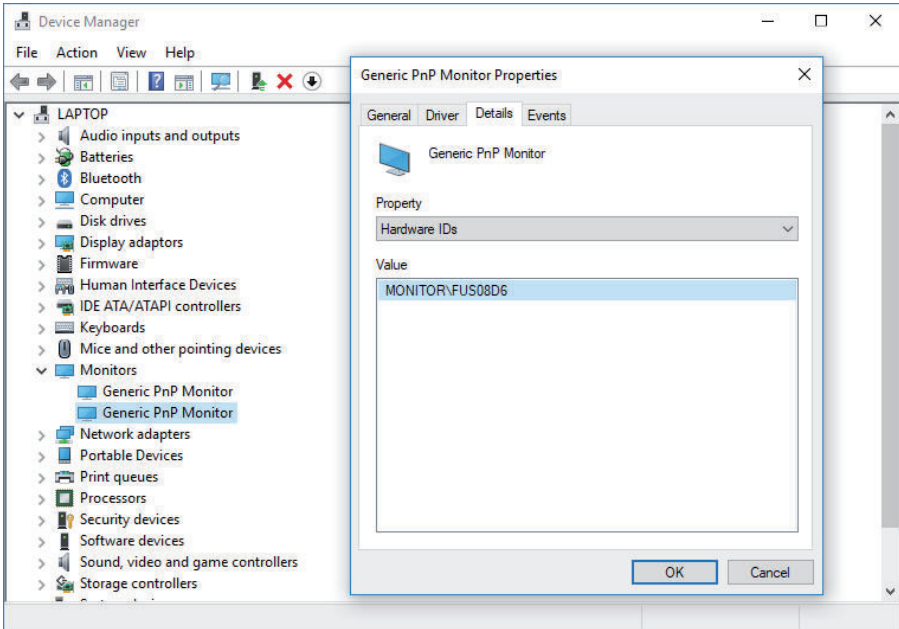 Device Manager
File Action View Help
LAPTOP
Audio inputs and outputs
Batteries
Bluetooth
Computer
Disk drives
Display adaptors
Firmware
Human Interface Devices
IDE ATA/ATAPI controllers
Keyboards
Mice and other pointing devices
Monitors
Generic PnP Monitor
Generic PnP Monitor
Network adapters
Portable Devices
Print queues
Processors
Security devices
Software devices
Sound, video and game controllers
Storage controllers
Generic PnP Monitor Properties
General Driver Details Events
Generic PnP Monitor
Property
Hardware IDs
Value
MONITOR\FUS08D6
OK Cancel